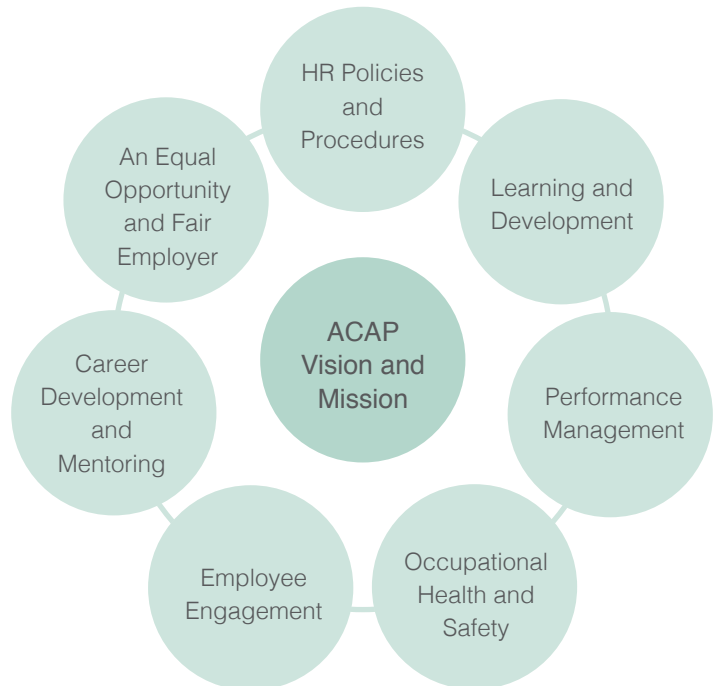 HR Policies
and
Procedures
Learning and
Development
Performance
Management
Occupational
Health and
Safety
Employee
Engagement
Career
Development
and
Mentoring
An Equal
Opportunity
and Fair
Employer
ACAP
Vision and
Mission